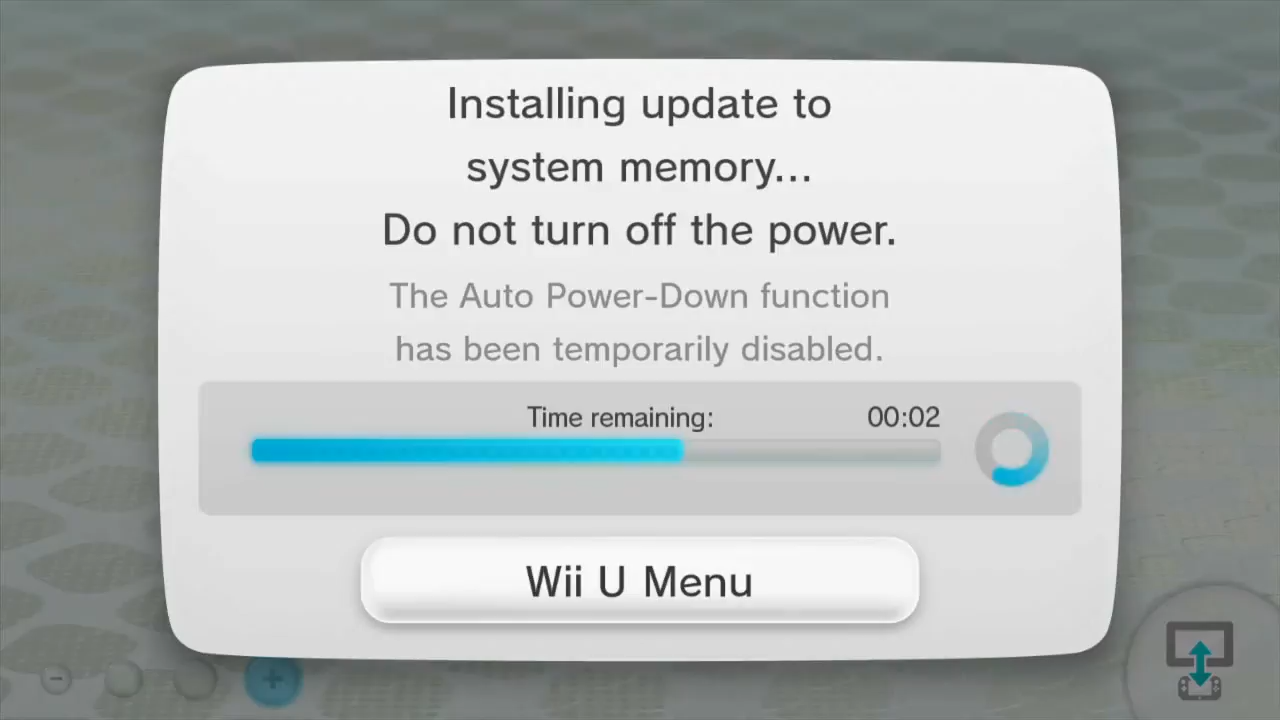 Installing update to
system memory...
Do not turn off the power.
The Auto Power-Down function
has been temporarily disabled.
Time remaining: 00:02
Wii U Menu